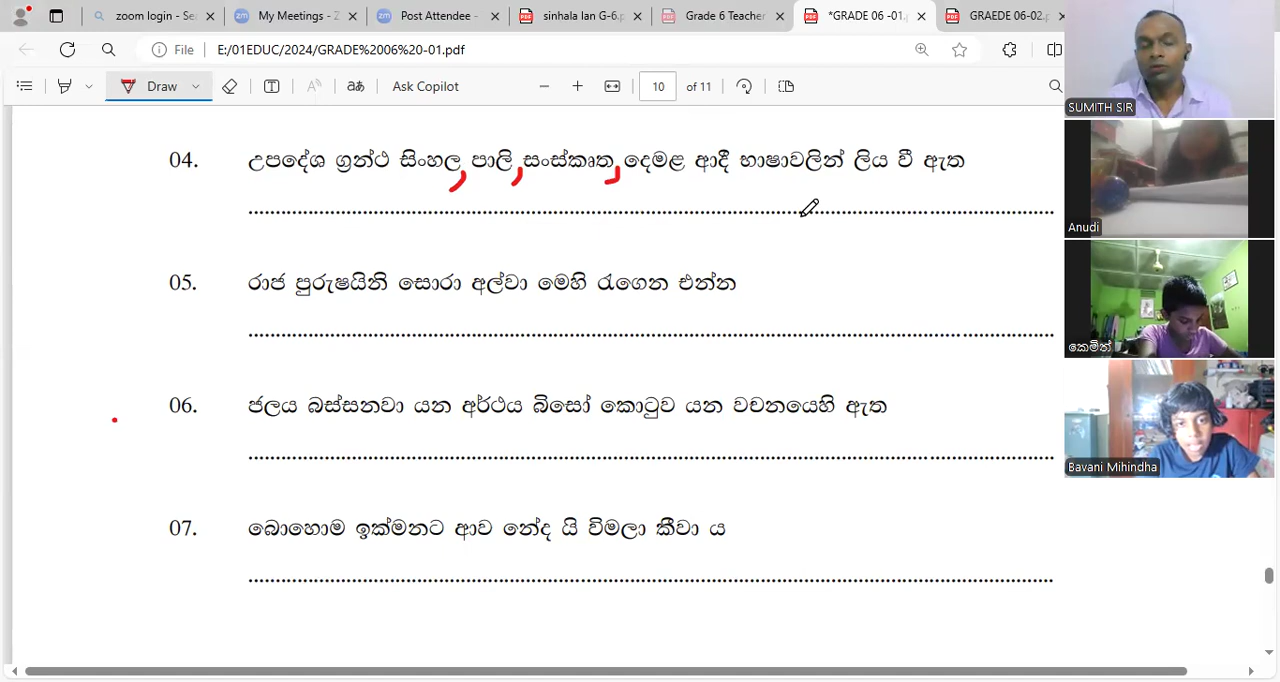 zoom login - Se
My Meetings - Z
Post Attendee -
sinhala lan G-6.p
Grade 6 Teacher
*GRADE 06 -01.p
GRAEDE 06-02.p
File
E:/01EDUC/2024/GRADE%2006%20-01.pdf
Draw
Ask Copilot
10 of 11
04. උපදේශ ග්‍රන්ථ සිංහල, පාලි, සංස්කෘත, දෙමළ ආදී භාෂාවලින් ලිය වී ඇත
05. රාජ පුරුෂයිනි සොරා අල්වා මෙහි රැගෙන එන්න
06. ජලය බස්සනවා යන අර්ථය බිසෝ කොටුව යන වචනයෙහි ඇත
07. බොහොම ඉක්මනට ආව නේද යි විමලා කීවා ය
SUMITH SIR
Anudi
කෙමිත්
Bavani Mihindha